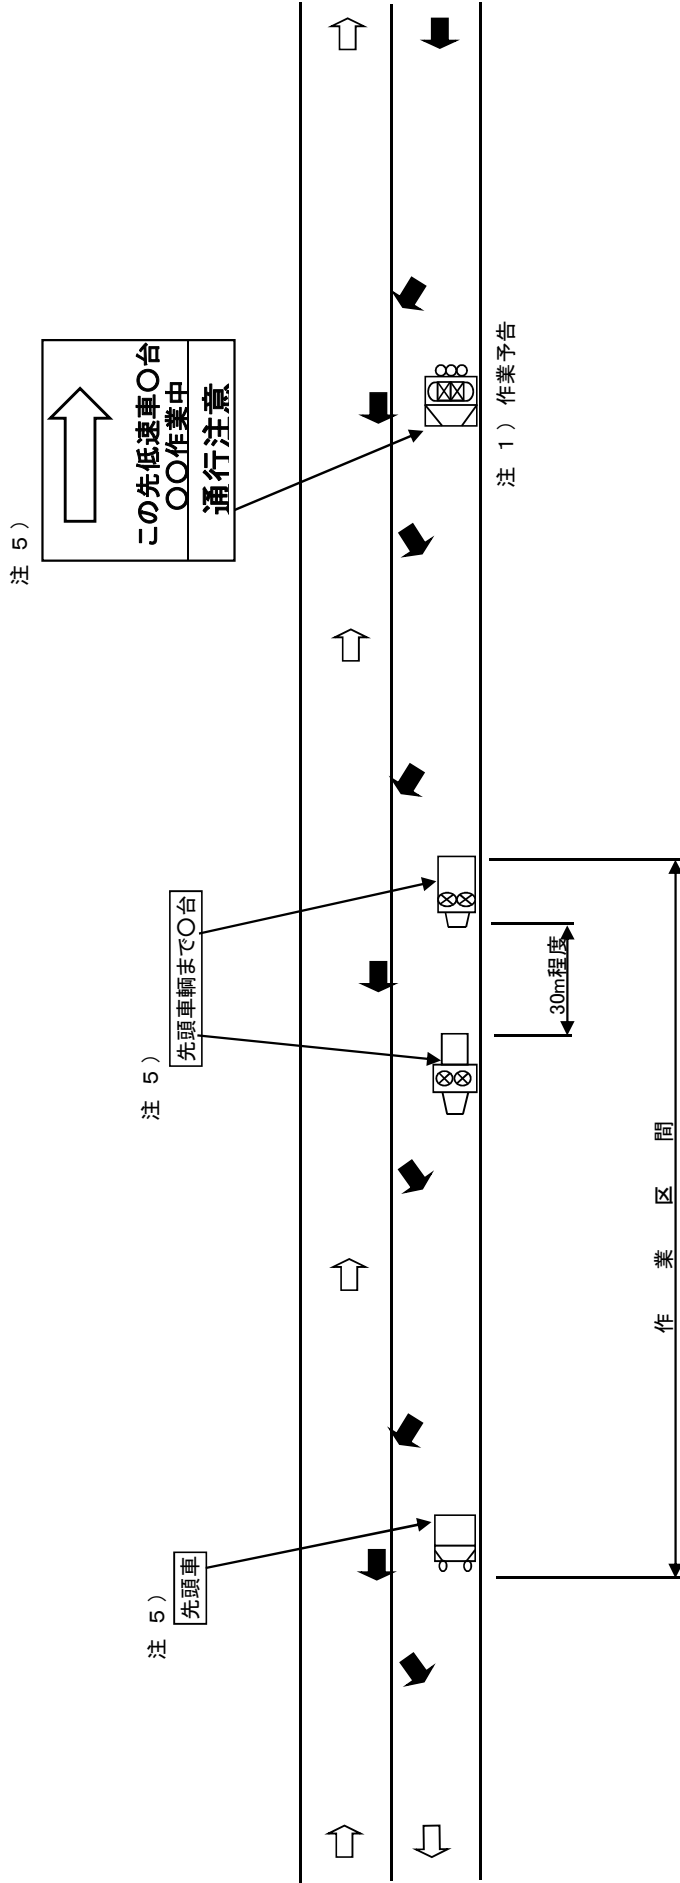 注 5）
この先低速車〇台
〇〇作業中
通行注意
注 1） 作業予告
注 5）
先頭車輌まで〇台
30m程度
作 業 区 間
注 5）
先頭車